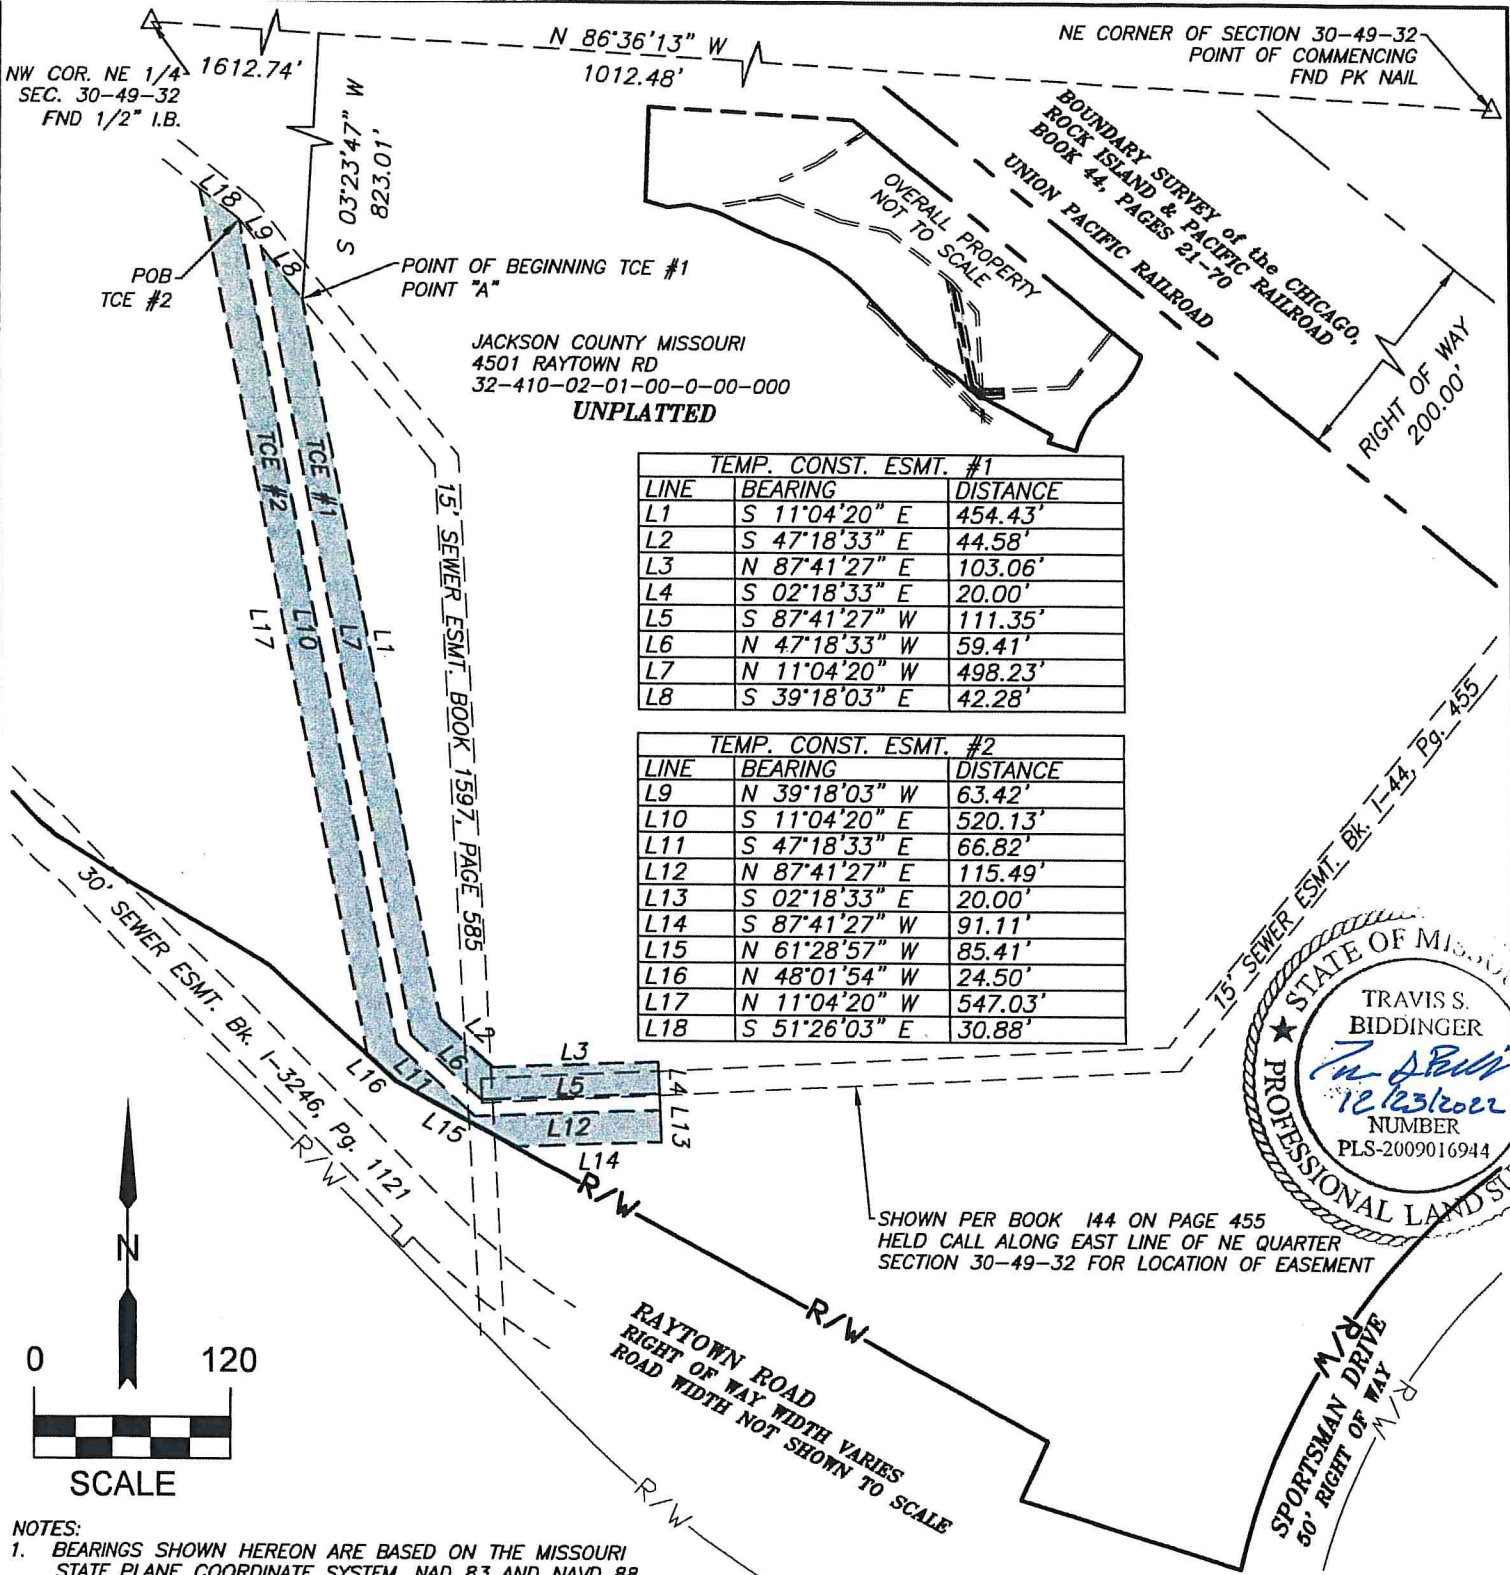 N 86°36'13" W
1012.48'
1612.74'
NW COR. NE 1/4
SEC. 30-49-32
FND 1/2" I.B.
NE CORNER OF SECTION 30-49-32
POINT OF COMMENCING
FND PK NAIL
S 03°23'47" W
823.01'
BOUNDARY SURVEY of the CHICAGO,
ROCK ISLAND & PACIFIC RAILROAD
BOOK 44, PAGES 21-70
UNION PACIFIC RAILROAD
RIGHT OF WAY
200.00'
OVERALL PROPERTY
NOT TO SCALE
L18
L9
L8
POB
TCE #2
POINT OF BEGINNING TCE #1
POINT "A"
JACKSON COUNTY MISSOURI
4501 RAYTOWN RD
32-410-02-01-00-0-00-000
UNPLATTED
TCE #2
TCE #1
15' SEWER ESMT. BOOK 1597, PAGE 585
L17
L10
L7
L1
TEMP. CONST. ESMT. #1
LINE BEARING DISTANCE
L1 S 11°04'20" E 454.43'
L2 S 47°18'33" E 44.58'
L3 N 87°41'27" E 103.06'
L4 S 02°18'33" E 20.00'
L5 S 87°41'27" W 111.35'
L6 N 47°18'33" W 59.41'
L7 N 11°04'20" W 498.23'
L8 S 39°18'03" E 42.28'
TEMP. CONST. ESMT. #2
LINE BEARING DISTANCE
L9 N 39°18'03" W 63.42'
L10 S 11°04'20" E 520.13'
L11 S 47°18'33" E 66.82'
L12 N 87°41'27" E 115.49'
L13 S 02°18'33" E 20.00'
L14 S 87°41'27" W 91.11'
L15 N 61°28'57" W 85.41'
L16 N 48°01'54" W 24.50'
L17 N 11°04'20" W 547.03'
L18 S 51°26'03" E 30.88'
15' SEWER ESMT. Bk. I-44, Pg. 455
30' SEWER ESMT. Bk. I-3246, Pg. 1121
L2
L3
L6
L5
L4
L16
L11
L15
L12
L13
L14
R/W
R/W
STATE OF
TRAVIS S.
BIDDINGER
12/23/2022
NUMBER
PLS-2009016944
PROFESSIONAL LAND
SHOWN PER BOOK 144 ON PAGE 455
HELD CALL ALONG EAST LINE OF NE QUARTER
SECTION 30-49-32 FOR LOCATION OF EASEMENT
N
0 120
SCALE
R/W
RAYTOWN ROAD
RIGHT OF WAY WIDTH VARIES
ROAD WIDTH NOT SHOWN TO SCALE
R/W
R/W
R/W
SPORTSMAN DRIVE
50' RIGHT OF WAY
NOTES:
1. BEARINGS SHOWN HEREON ARE BASED ON THE MISSOURI
STATE PLANE COORDINATE SYSTEM, NAD 83 AND NAVD 88